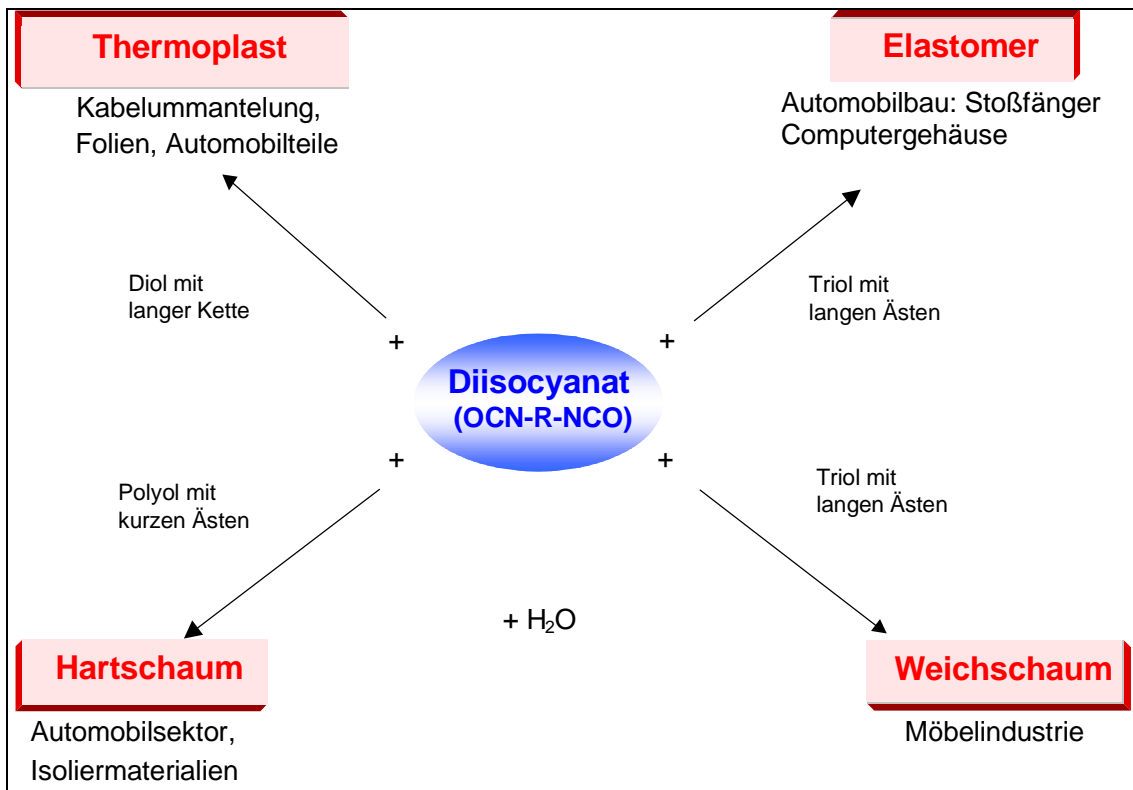 Thermoplast
Kabelummantelung,
Folien, Automobilteile
Elastomer
Automobilbau: Stoßfänger
Computergehäuse
Diol mit
langer Kette
Triol mit
langen Ästen
+
+
Diisocyanat
(OCN-R-NCO)
+
+
Polyol mit
kurzen Ästen
Triol mit
langen Ästen
+ H₂O
Hartschaum
Automobilsektor,
Isoliermaterialien
Weichschaum
Möbelindustrie